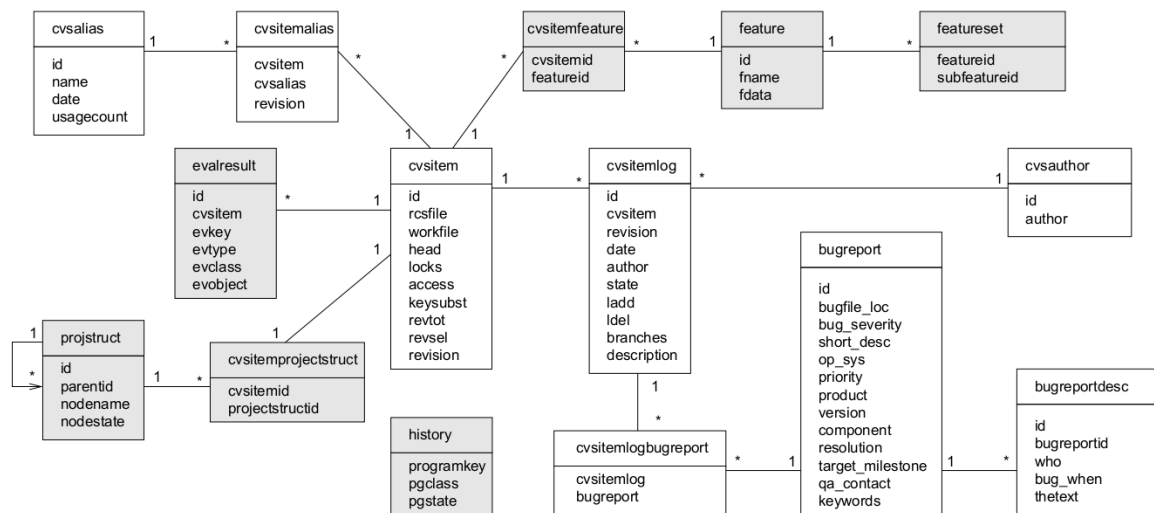 cvsalias
id
name
date
usagecount
1
*
cvsitemalias
cvsitem
cvsalias
revision
*
1
cvsitemfeature
cvsitemid
featureid
*
1
*
1
feature
id
fname
fdata
1
*
featureset
featureid
subfeatureid
evalresult
id
cvsitem
evkey
evtype
evclass
evobject
*
1
cvsitem
id
rcsfile
workfile
head
locks
access
keysubst
revtot
revsel
revision
1
*
cvsitemlog
id
cvsitem
revision
date
author
state
ladd
ldel
branches
description
*
1
cvsauthor
id
author
1
1
1
*
projstruct
id
parentid
nodename
nodestate
1
*
cvsitemprojectstruct
cvsitemid
projectstructid
history
programkey
pgclass
pgstate
1
*
cvsitemlogbugreport
cvsitemlog
bugreport
*
1
bugreport
id
bugfile_loc
bug_severity
short_desc
op_sys
priority
product
version
component
resolution
target_milestone
qa_contact
keywords
1
*
bugreportdesc
id
bugreportid
who
bug_when
thetext